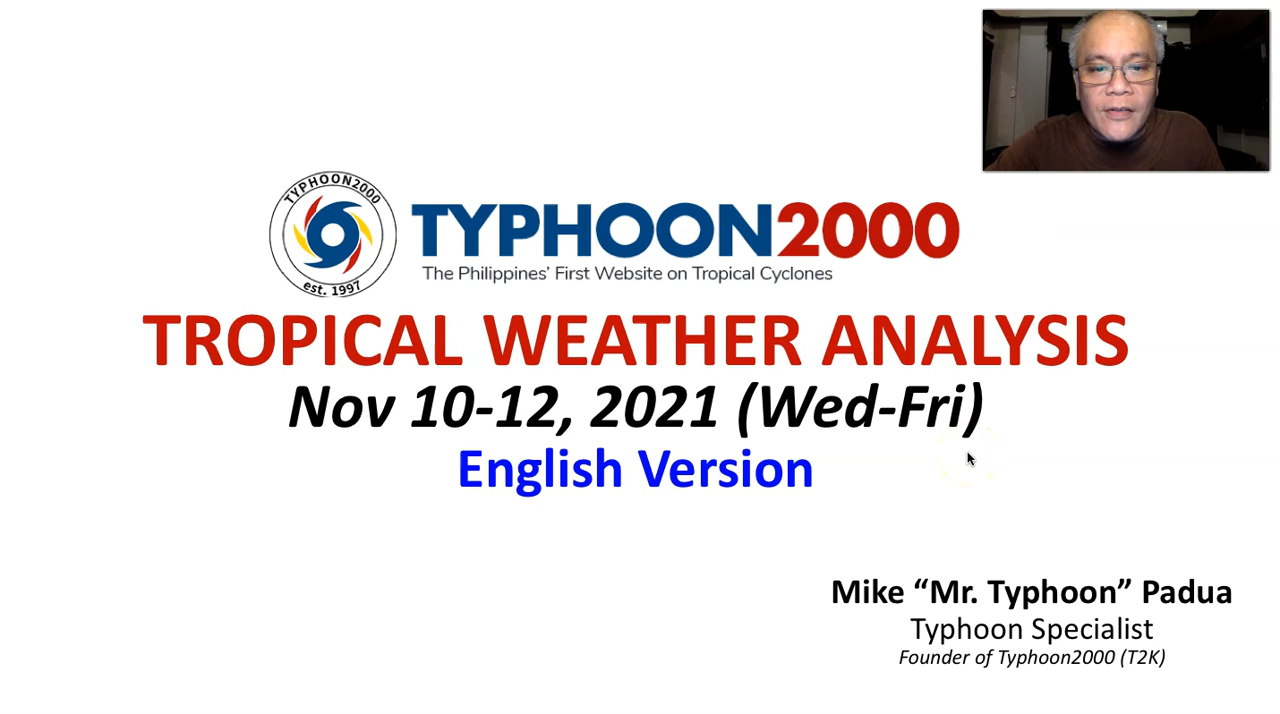 TYPHOON2000
est. 1997
TYPHOON2000
The Philippines' First Website on Tropical Cyclones
TROPICAL WEATHER ANALYSIS
Nov 10-12, 2021 (Wed-Fri)
English Version
Mike “Mr. Typhoon” Padua
Typhoon Specialist
Founder of Typhoon2000 (T2K)